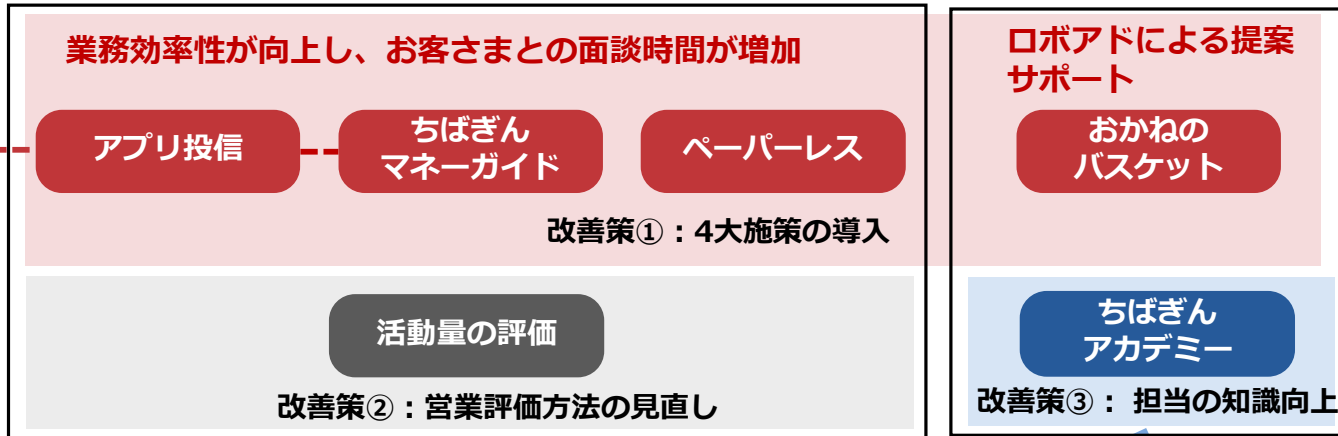 業務効率性が向上し、お客さまとの面談時間が増加
アプリ投信
ちばぎん
マネーガイド
ペーパーレス
改善策①：4大施策の導入
活動量の評価
改善策②：営業評価方法の見直し
ロボアドによる提案
サポート
おかねの
バスケット
ちばぎん
アカデミー
改善策③： 担当の知識向上